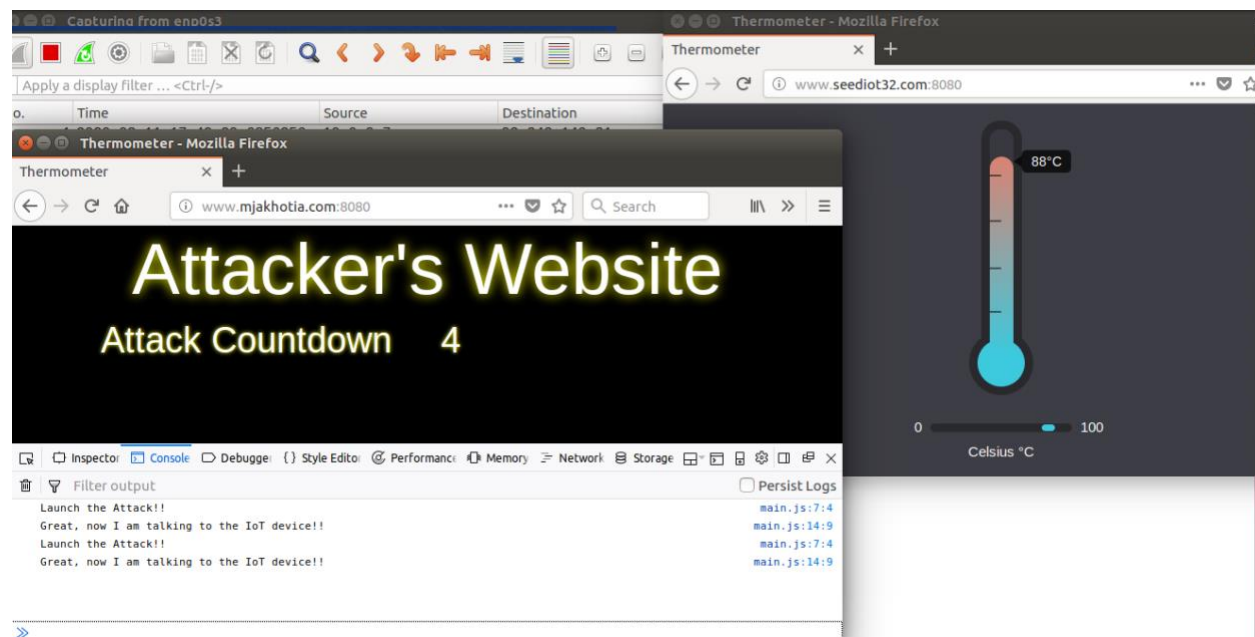 Capturing from enp0s3
Apply a display filter ... <Ctrl-/>
o. Time Source Destination
Thermometer - Mozilla Firefox
Thermometer
www.mjakhotia.com:8080
Search
Attacker's Website
Attack Countdown 4
Inspector Console Debugger {} Style Editor Performance Memory Network Storage
Filter output Persist Logs
Launch the Attack!! main.js:7:4
Great, now I am talking to the IoT device!! main.js:14:9
Launch the Attack!! main.js:7:4
Great, now I am talking to the IoT device!! main.js:14:9
Thermometer - Mozilla Firefox
Thermometer
www.seediot32.com:8080
88°C
0 100
Celsius °C